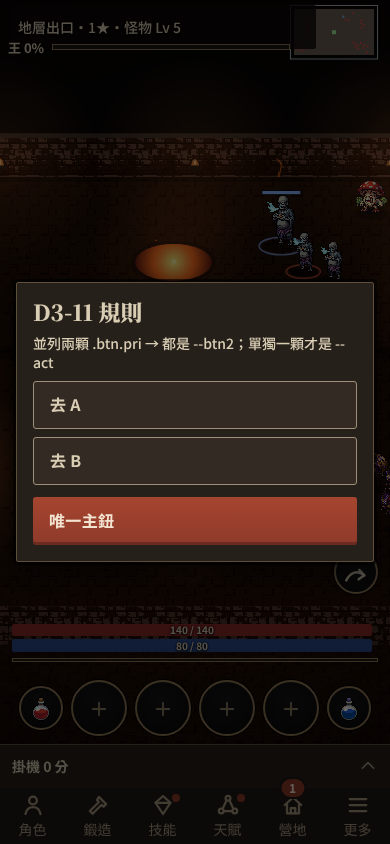 地層出口・1★・怪物 Lv 5
王 0%
D3-11 規則
並列兩顆 .btn.pri → 都是 --btn2；單獨一顆才是 --
act
去 A
去 B
唯一主鈕
140 / 140
80 / 80
掛機 0 分
1
角色
鍛造
技能
天賦
營地
更多